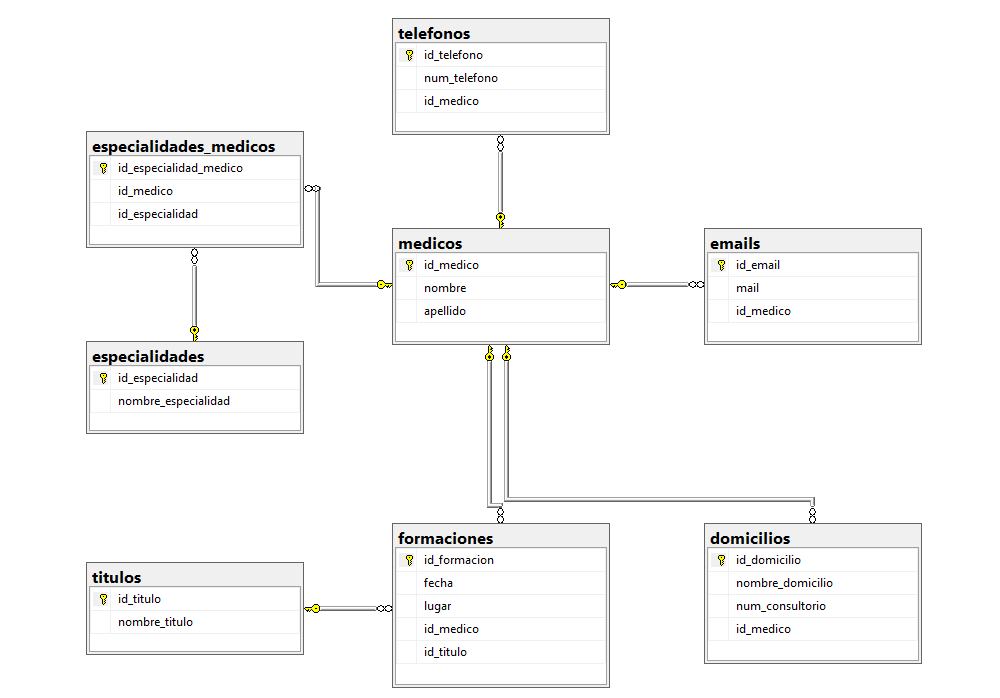 telefonos
id_telefono
num_telefono
id_medico
especialidades_medicos
id_especialidad_medico
id_medico
id_especialidad
medicos
id_medico
nombre
apellido
emails
id_email
mail
id_medico
especialidades
id_especialidad
nombre_especialidad
titulos
id_titulo
nombre_titulo
formaciones
id_formacion
fecha
lugar
id_medico
id_titulo
domicilios
id_domicilio
nombre_domicilio
num_consultorio
id_medico